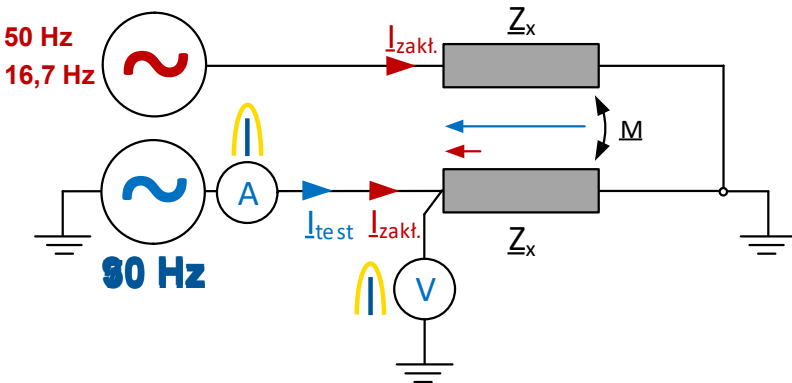 50 Hz
16,7 Hz
Izakł.
Zx
M
A
Itest
Izakł.
Zx
V